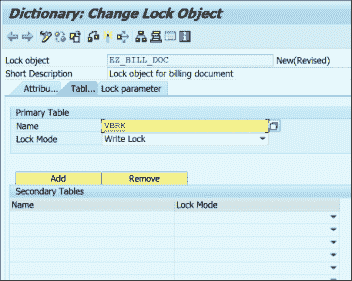 Dictionary: Change Lock Object
Lock object EZ_BILL_DOC New(Revised)
Short Description Lock object for billing document
Attribu... Tabl... Lock parameter
Primary Table
Name VBRK
Lock Mode Write Lock
Add Remove
Secondary Tables
Name Lock Mode